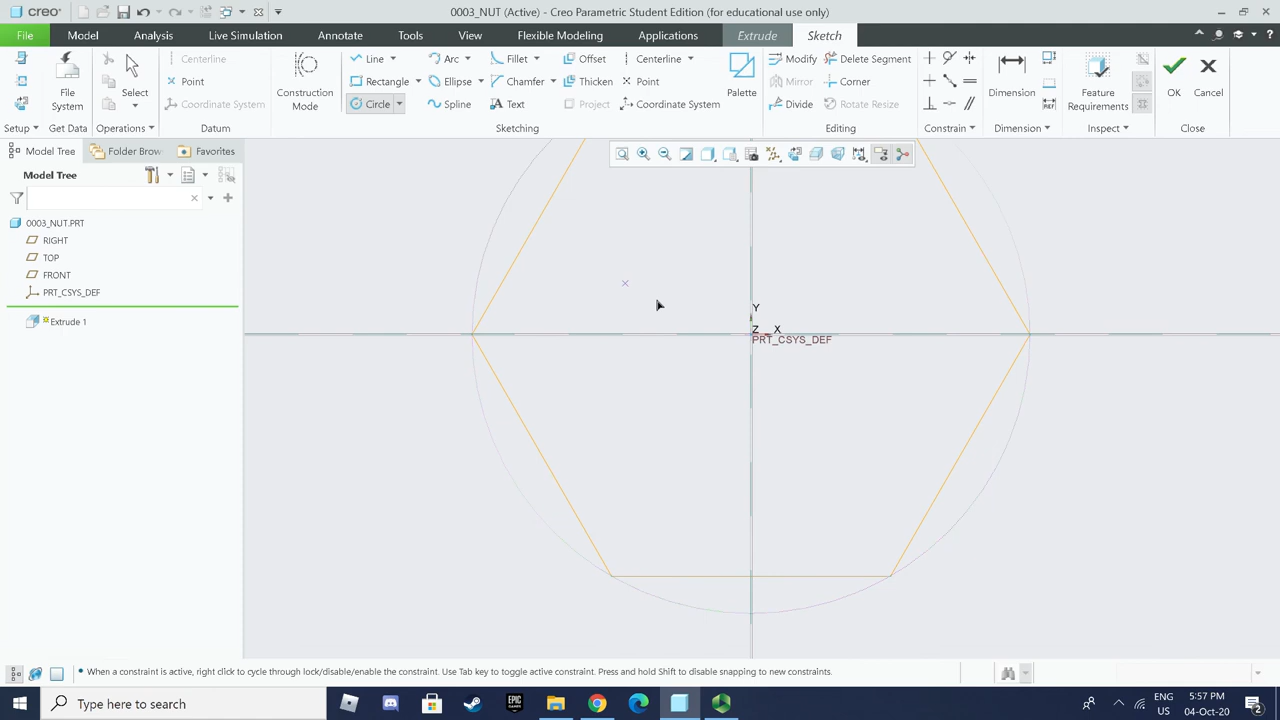 creo
0003_NUT (Active) - Creo Parametric Student Edition (for educational use only)
File Model Analysis Live Simulation Annotate Tools View Flexible Modeling Applications Extrude Sketch
File System
Select
Centerline
Point
Coordinate System
Construction Mode
Line
Rectangle
Circle
Arc
Ellipse
Spline
Fillet
Chamfer
Text
Offset
Thicken
Project
Centerline
Point
Coordinate System
Palette
Modify
Mirror
Divide
Delete Segment
Corner
Rotate Resize
Dimension
REF
Feature Requirements
OK
Cancel
Setup Get Data Operations Datum Sketching Editing Constrain Dimension Inspect Close
Model Tree Folder Brow Favorites
Model Tree
0003_NUT.PRT
RIGHT
TOP
FRONT
PRT_CSYS_DEF
Extrude 1
Y
Z X
PRT_CSYS_DEF
When a constraint is active, right click to cycle through lock/disable/enable the constraint. Use Tab key to toggle active constraint. Press and hold Shift to disable snapping to new constraints.
Type here to search
EPIC GAMES
ENG
US
5:57 PM
04-Oct-20
2